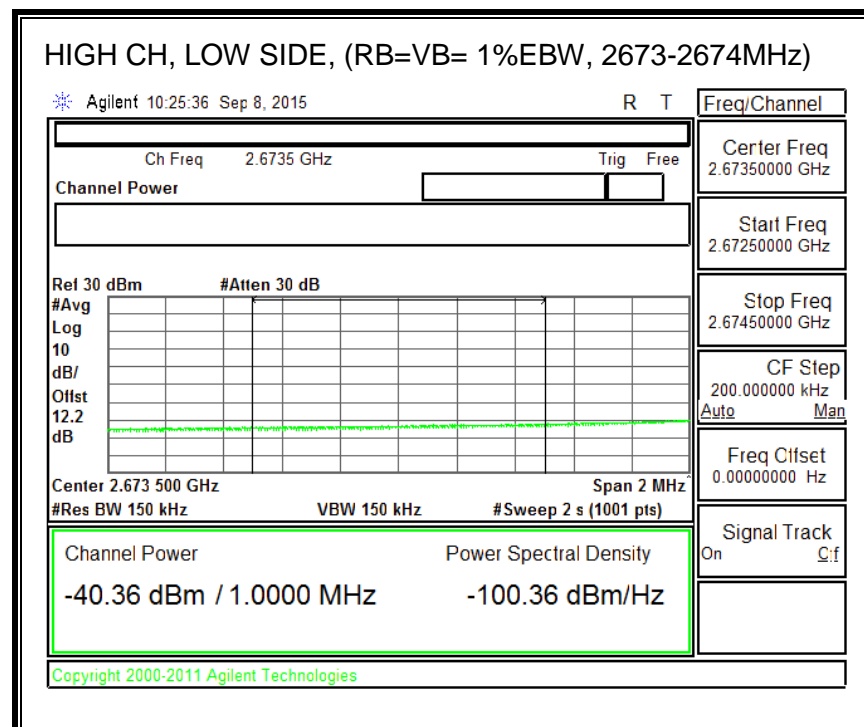 HIGH CH, LOW SIDE, (RB=VB= 1%EBW, 2673-2674MHz)
Agilent 10:25:36 Sep 8, 2015 R T
Freq/Channel
Ch Freq 2.6735 GHz Trig Free
Channel Power
Center Freq
2.67350000 GHz
Start Freq
2.67250000 GHz
Stop Freq
2.67450000 GHz
CF Step
200.000000 kHz
Auto Man
Freq Offset
0.00000000 Hz
Signal Track
On Off
Ref 30 dBm #Atten 30 dB
#Avg
Log
10
dB/
Offst
12.2
dB
Center 2.673 500 GHz Span 2 MHz
#Res BW 150 kHz VBW 150 kHz #Sweep 2 s (1001 pts)
Channel Power Power Spectral Density
-40.36 dBm / 1.0000 MHz -100.36 dBm/Hz
Copyright 2000-2011 Agilent Technologies